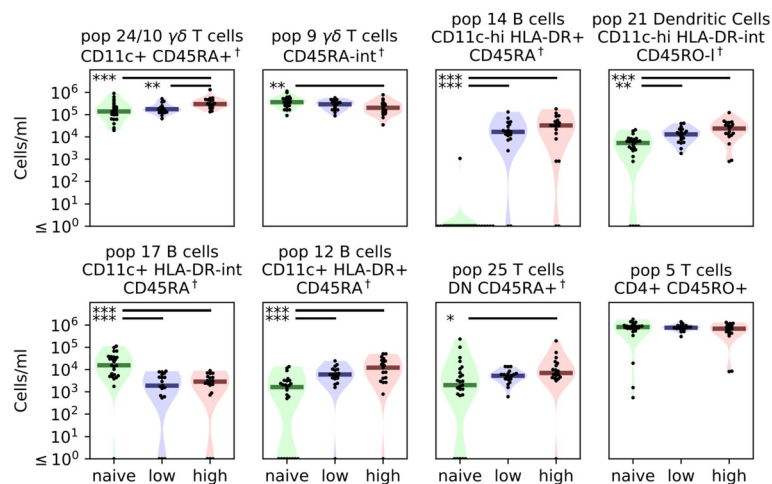 pop 24/10 γδ T cells
CD11c+ CD45RA+†
pop 9 γδ T cells
CD45RA-int†
pop 14 B cells
CD11c-hi HLA-DR+
CD45RA†
pop 21 Dendritic Cells
CD11c-hi HLA-DR-int
CD45RO-l†
Cells/ml
10⁶
10⁵
10⁴
10³
10²
10¹
≤ 10⁰
***
**
**
***
***
***
**
pop 17 B cells
CD11c+ HLA-DR-int
CD45RA†
pop 12 B cells
CD11c+ HLA-DR+
CD45RA†
pop 25 T cells
DN CD45RA+†
pop 5 T cells
CD4+ CD45RO+
Cells/ml
10⁶
10⁵
10⁴
10³
10²
10¹
≤ 10⁰
***
***
***
***
*
naive low high
naive low high
naive low high
naive low high